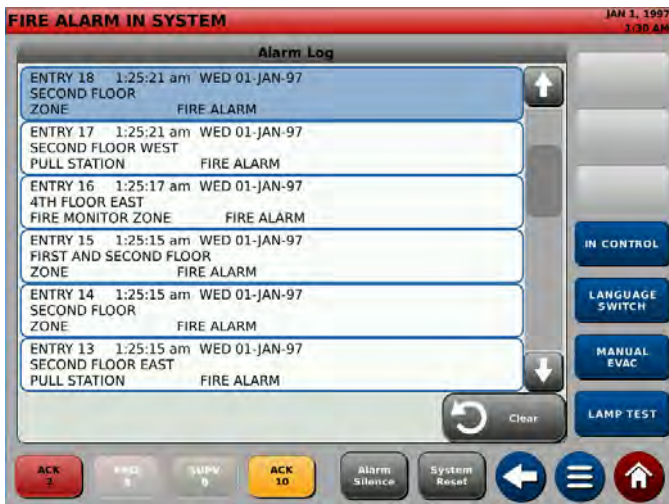 FIRE ALARM IN SYSTEM
JAN 1, 1997
1:30 AM
Alarm Log
ENTRY 18 1:25:21 am WED 01-JAN-97
SECOND FLOOR
ZONE FIRE ALARM
ENTRY 17 1:25:21 am WED 01-JAN-97
SECOND FLOOR WEST
PULL STATION FIRE ALARM
ENTRY 16 1:25:17 am WED 01-JAN-97
4TH FLOOR EAST
FIRE MONITOR ZONE FIRE ALARM
ENTRY 15 1:25:15 am WED 01-JAN-97
FIRST AND SECOND FLOOR
ZONE FIRE ALARM
ENTRY 14 1:25:15 am WED 01-JAN-97
SECOND FLOOR
ZONE FIRE ALARM
ENTRY 13 1:25:15 am WED 01-JAN-97
SECOND FLOOR EAST
PULL STATION FIRE ALARM
Clear
IN CONTROL
LANGUAGE
SWITCH
MANUAL
EVAC
LAMP TEST
ACK
SUPV
0
ACK
10
Alarm
Silence
System
Reset